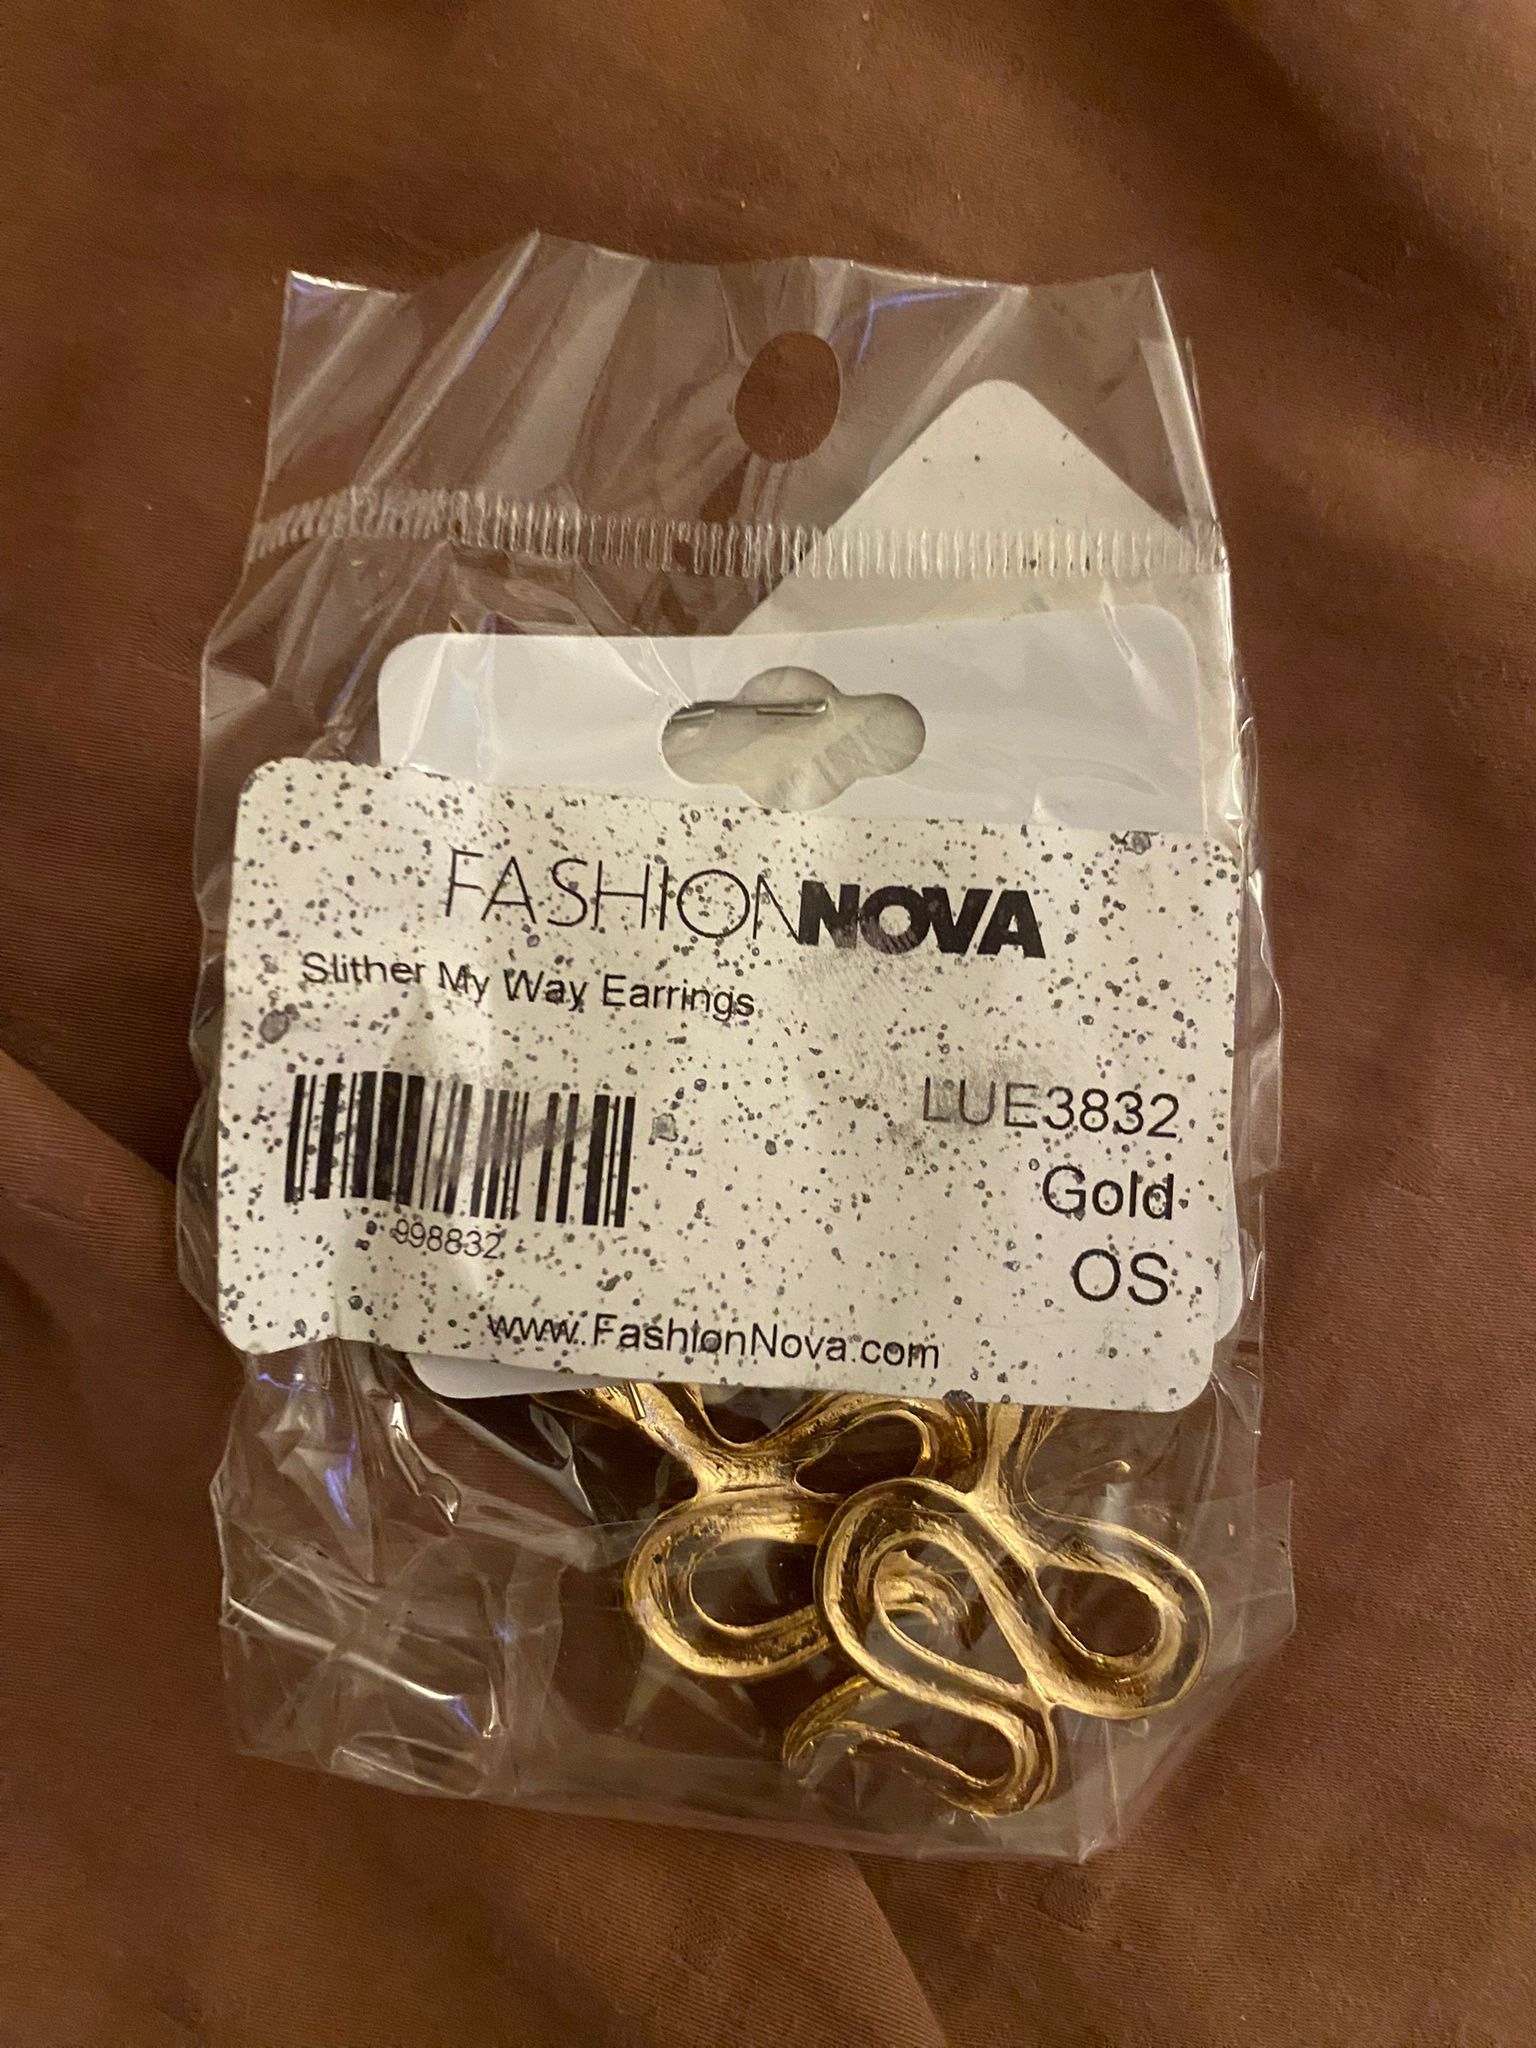 FASHIONNOVA
Slither My Way Earrings
LUE3832
Gold
998832
OS
www.FashionNova.com